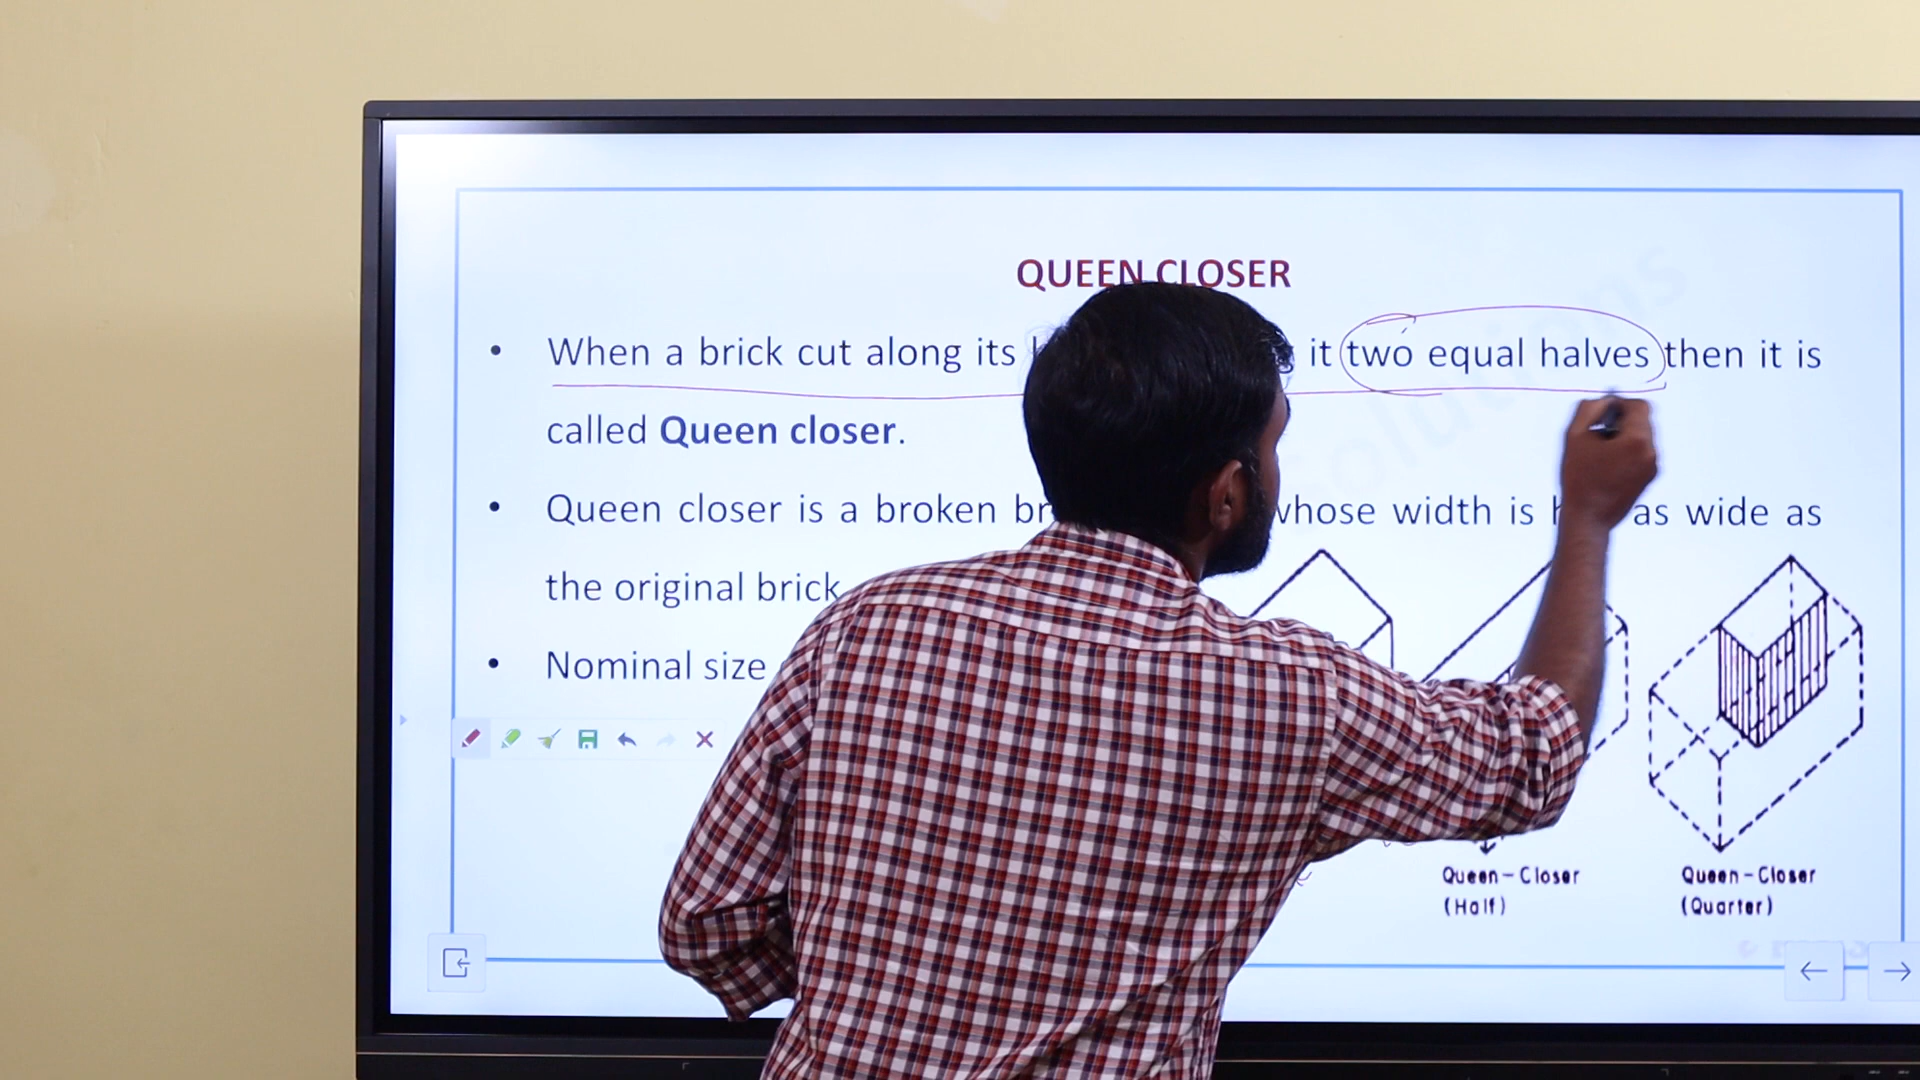 QUEEN CLOSER
• When a brick cut along its it two equal halves then it is
called Queen closer.
• Queen closer is a broken whose width is as wide as
the original brick
• Nominal size
Queen-Closer
(Half)
Queen-Closer
(Quarter)
solutions